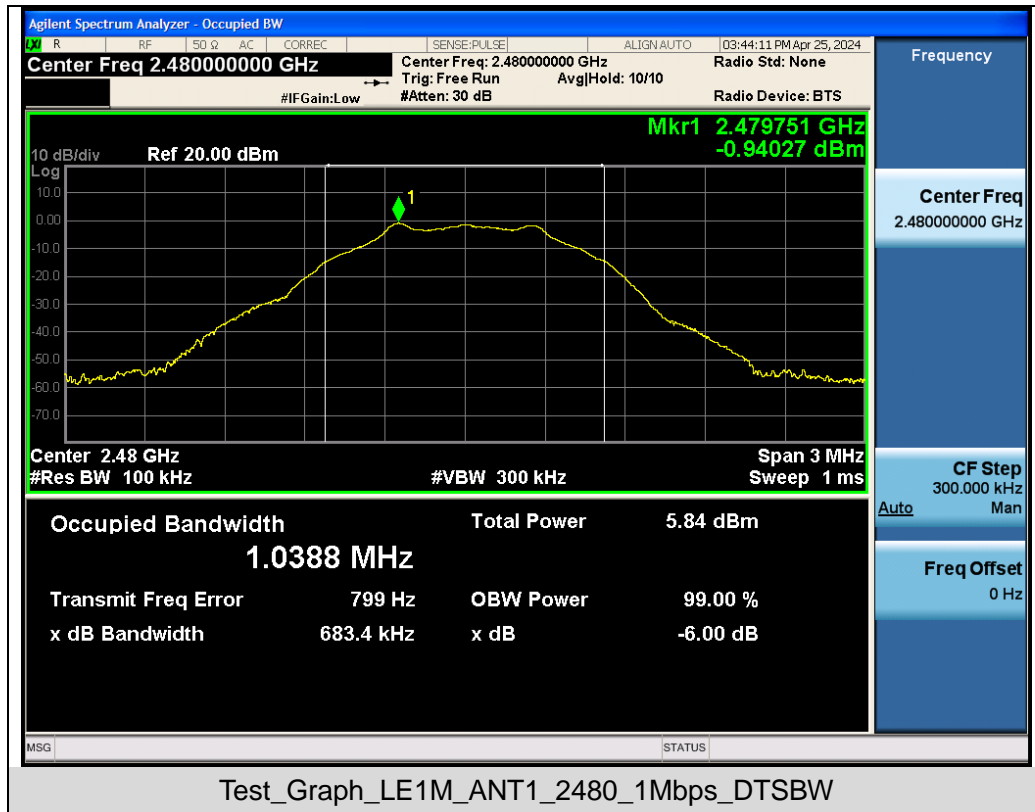 Agilent Spectrum Analyzer - Occupied BW
LXI R RF 50 Ω AC CORREC SENSE:PULSE ALIGN AUTO 03:44:11 PM Apr 25, 2024
Center Freq 2.480000000 GHz
Center Freq: 2.480000000 GHz
Radio Std: None
Trig: Free Run Avg|Hold: 10/10
#IFGain:Low
#Atten: 30 dB
Radio Device: BTS
Frequency
Mkr1 2.479751 GHz
-0.94027 dBm
10 dB/div Ref 20.00 dBm
Log
10.0
0.00
-10.0
-20.0
-30.0
-40.0
-50.0
-60.0
-70.0
1
Center 2.48 GHz
Span 3 MHz
#Res BW 100 kHz
#VBW 300 kHz
Sweep 1 ms
Center Freq
2.480000000 GHz
CF Step
300.000 kHz
Auto Man
Freq Offset
0 Hz
Occupied Bandwidth
1.0388 MHz
Total Power 5.84 dBm
Transmit Freq Error 799 Hz
OBW Power 99.00 %
x dB Bandwidth 683.4 kHz
x dB -6.00 dB
MSG
STATUS
Test_Graph_LE1M_ANT1_2480_1Mbps_DTSBW